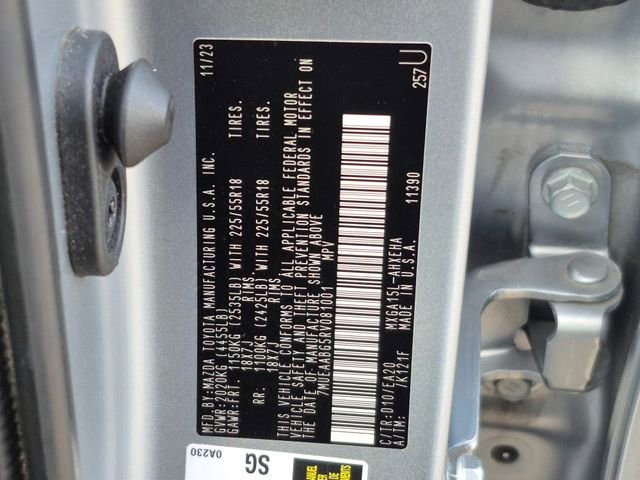 MFD.BY:MAZDA TOYOTA MANUFACTURING U.S.A. INC. 11/23
GVWR:2020KG (4455LB)
GAWR:FRT. 1150KG (2535LB) WITH 225/55R18 TIRES.
18X7J RIMS
RR. 1100KG (2425LB) WITH 225/55R18 TIRES.
18X7J RIMS
THIS VEHICLE CONFORMS TO ALL APPLICABLE FEDERAL MOTOR
VEHICLE SAFETY AND THEFT PREVENTION STANDARDS IN EFFECT ON
THE DATE OF MANUFACTURE SHOWN ABOVE
7MUEAABG5RV081001 MPV
C/TR:D10/EA20 MXGA15L-AHXEHA 257U
A/TM: /K121F M
MADE IN U.S.A. 11390
0A230
SG